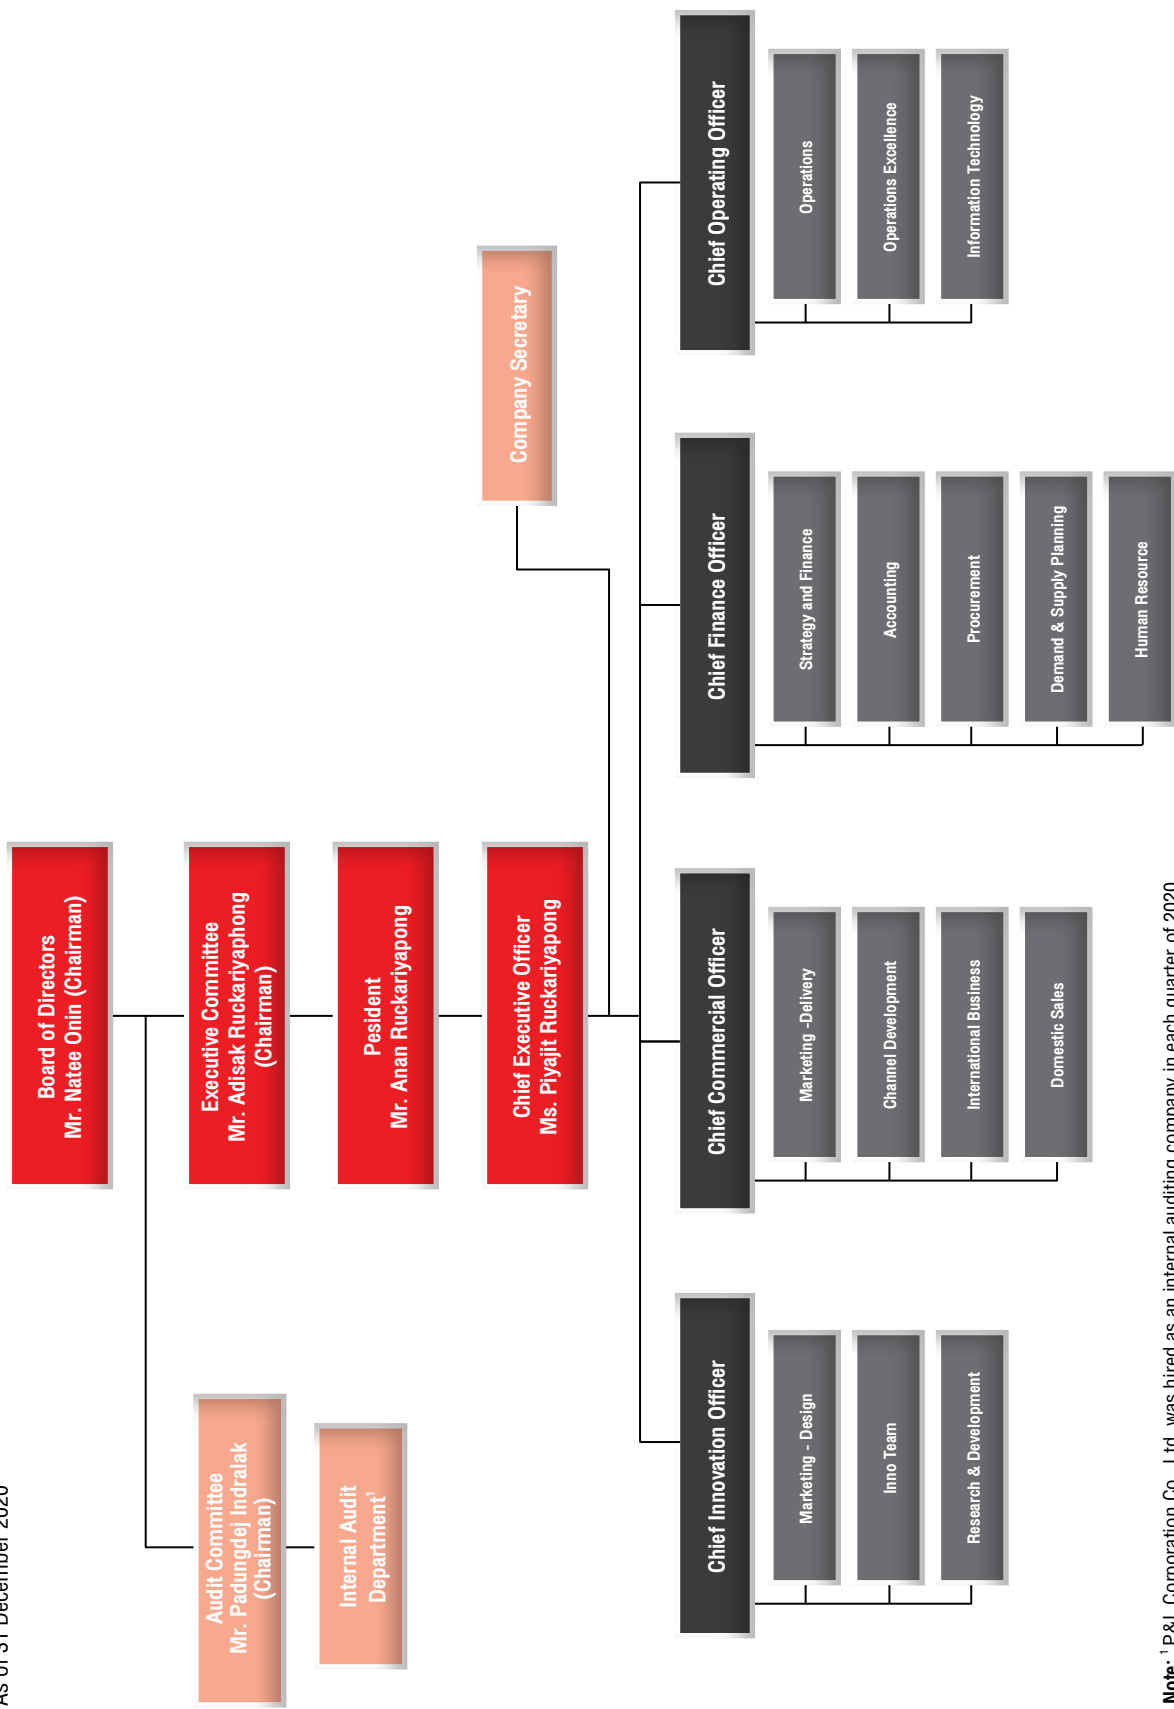 As of 31 December 2020
Board of Directors
Mr. Natee Onin (Chairman)
Audit Committee
Mr. Padungdej Indralak
(Chairman)
Executive Committee
Mr. Adisak Ruckariyaphong
(Chairman)
Internal Audit
Department¹
Pesident
Mr. Anan Ruckariyapong
Chief Executive Officer
Ms. Piyajit Ruckariyapong
Company Secretary
Chief Innovation Officer
Marketing - Design
Inno Team
Research & Development
Chief Commercial Officer
Marketing -Delivery
Channel Development
International Business
Domestic Sales
Chief Finance Officer
Strategy and Finance
Accounting
Procurement
Demand & Supply Planning
Human Resource
Chief Operating Officer
Operations
Operations Excellence
Information Technology
Note: ¹ P&L Corporation Co., Ltd. was hired as an internal auditing company in each quarter of 2020